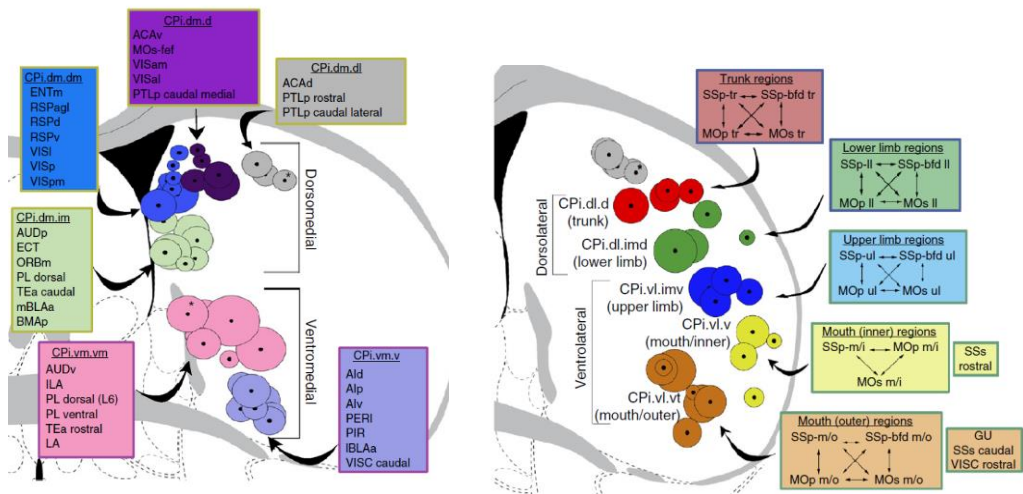 CPi.dm.d
ACAv
MOs-fef
VISam
VISal
PTLp caudal medial
CPi.dm.dl
ACAd
PTLp rostral
PTLp caudal lateral
CPi.dm.dm
ENTm
RSPagl
RSPd
RSPv
VISl
VISp
VISpm
CPi.dm.im
AUDp
ECT
ORBm
PL dorsal
TEa caudal
mBLAa
BMAp
CPi.vm.vm
AUDv
ILA
PL dorsal (L6)
PL ventral
TEa rostral
LA
CPi.vm.v
AId
AIp
AIv
PERI
PIR
lBLAa
VISC caudal
Dorsomedial
Ventromedial
*
*
*
Dorsolateral
CPi.dl.d
(trunk)
CPi.dl.imd
(lower limb)
Ventrolateral
CPi.vl.imv
(upper limb)
CPi.vl.v
(mouth/inner)
CPi.vl.vt
(mouth/outer)
Trunk regions
SSp-tr SSp-bfd tr
MOp tr MOs tr
Lower limb regions
SSp-ll SSp-bfd ll
MOp ll MOs ll
Upper limb regions
SSp-ul SSp-bfd ul
MOp ul MOs ul
Mouth (inner) regions
SSp-m/i MOp m/i
MOs m/i
SSs
rostral
Mouth (outer) regions
SSp-m/o SSp-bfd m/o
MOp m/o MOs m/o
GU
SSs caudal
VISC rostral